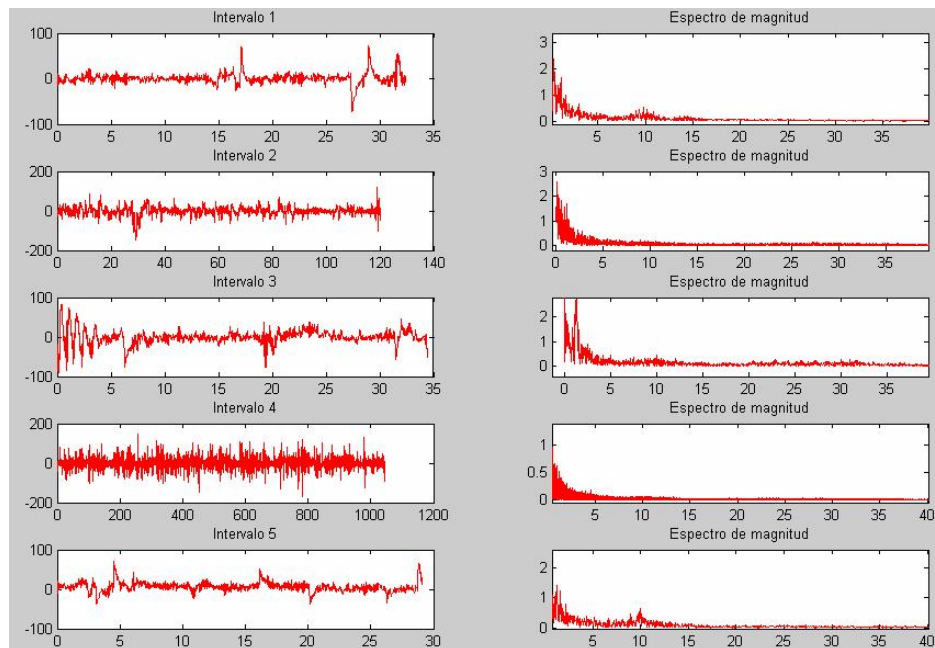 Intervalo 1
Espectro de magnitud
100
0
-100
0 5 10 15 20 25 30 35
3
2
1
0
5 10 15 20 25 30 35
Intervalo 2
Espectro de magnitud
200
0
-200
0 20 40 60 80 100 120 140
3
2
1
0
0 5 10 15 20 25 30 35
Intervalo 3
Espectro de magnitud
100
0
-100
0 5 10 15 20 25 30 35
2
1
0
0 5 10 15 20 25 30 35
Intervalo 4
Espectro de magnitud
200
0
-200
0 200 400 600 800 1000 1200
1
0.5
0
5 10 15 20 25 30 35 40
Intervalo 5
Espectro de magnitud
100
0
-100
0 5 10 15 20 25 30
2
1
0
5 10 15 20 25 30 35 40